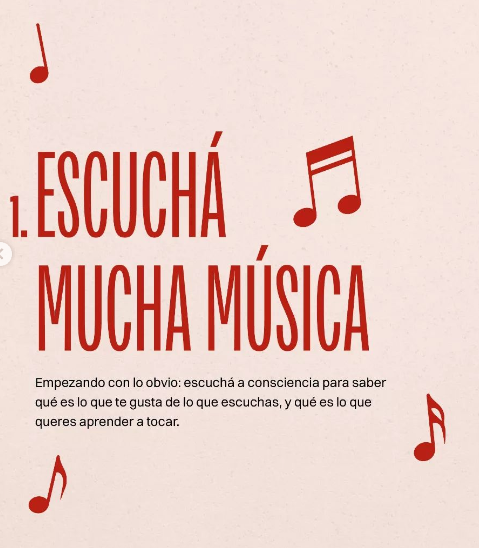 1. ESCUCHÁ
MUCHA MÚSICA
Empezando con lo obvio: escuchá a consciencia para saber
qué es lo que te gusta de lo que escuchas, y qué es lo que
queres aprender a tocar.